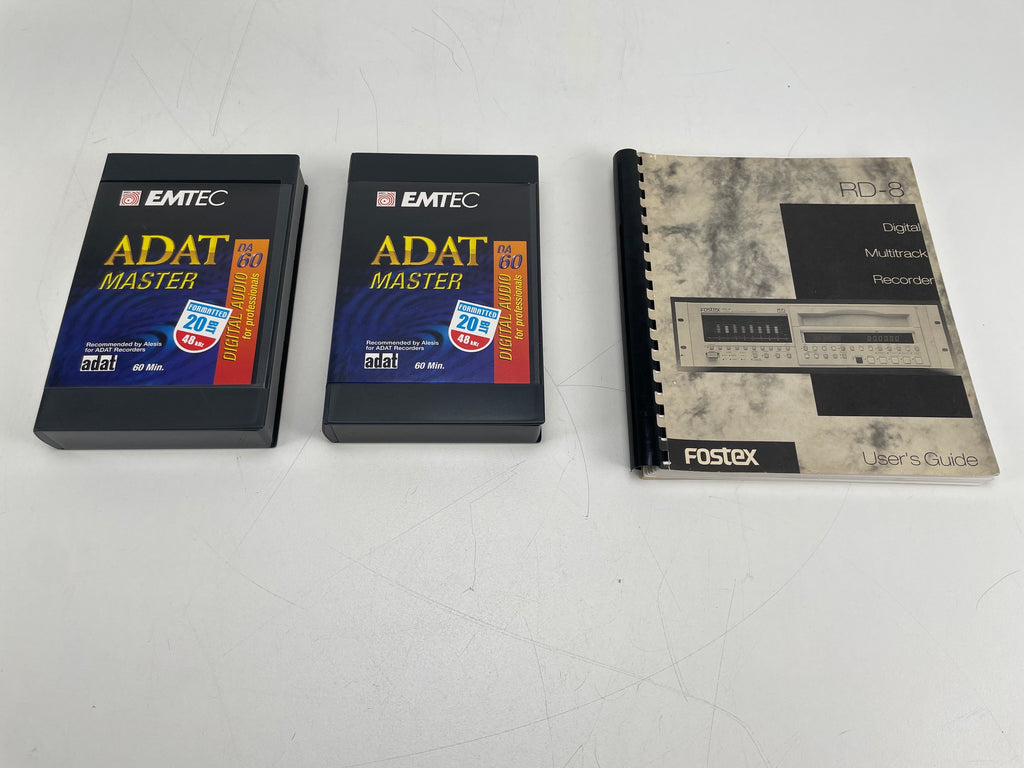 EMTEC
ADAT
MASTER
DA
60
DIGITAL AUDIO
for professionals
FORMATTED
20 BIT
48 kHz
Recommended by Alesis
for ADAT Recorders
adat
60 Min.
EMTEC
ADAT
MASTER
DA
60
DIGITAL AUDIO
for professionals
FORMATTED
20 BIT
48 kHz
Recommended by Alesis
for ADAT Recorders
adat
60 Min.
RD-8
Digital
Multitrack
Recorder
Fostex
FOSTEX
User's Guide